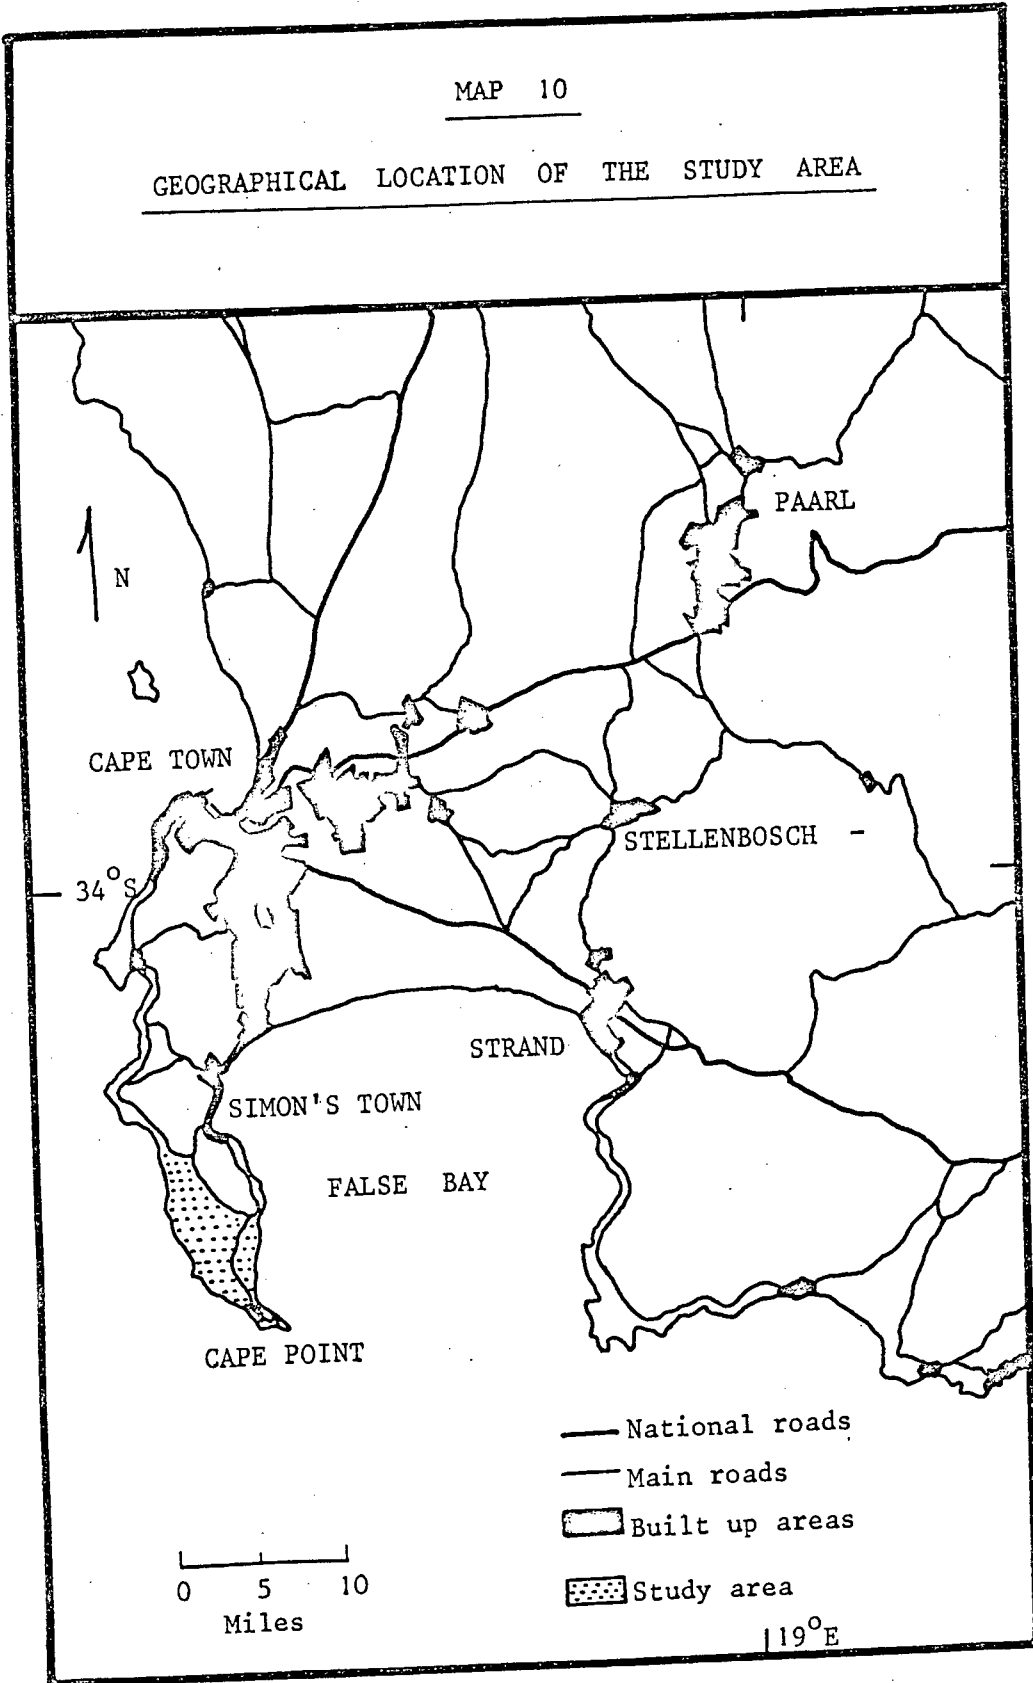 MAP 10
GEOGRAPHICAL LOCATION OF THE STUDY AREA
PAARL
N
CAPE TOWN
STELLENBOSCH
34°S
STRAND
SIMON'S TOWN
FALSE BAY
CAPE POINT
National roads
Main roads
Built up areas
0 5 10
Miles
Study area
19°E